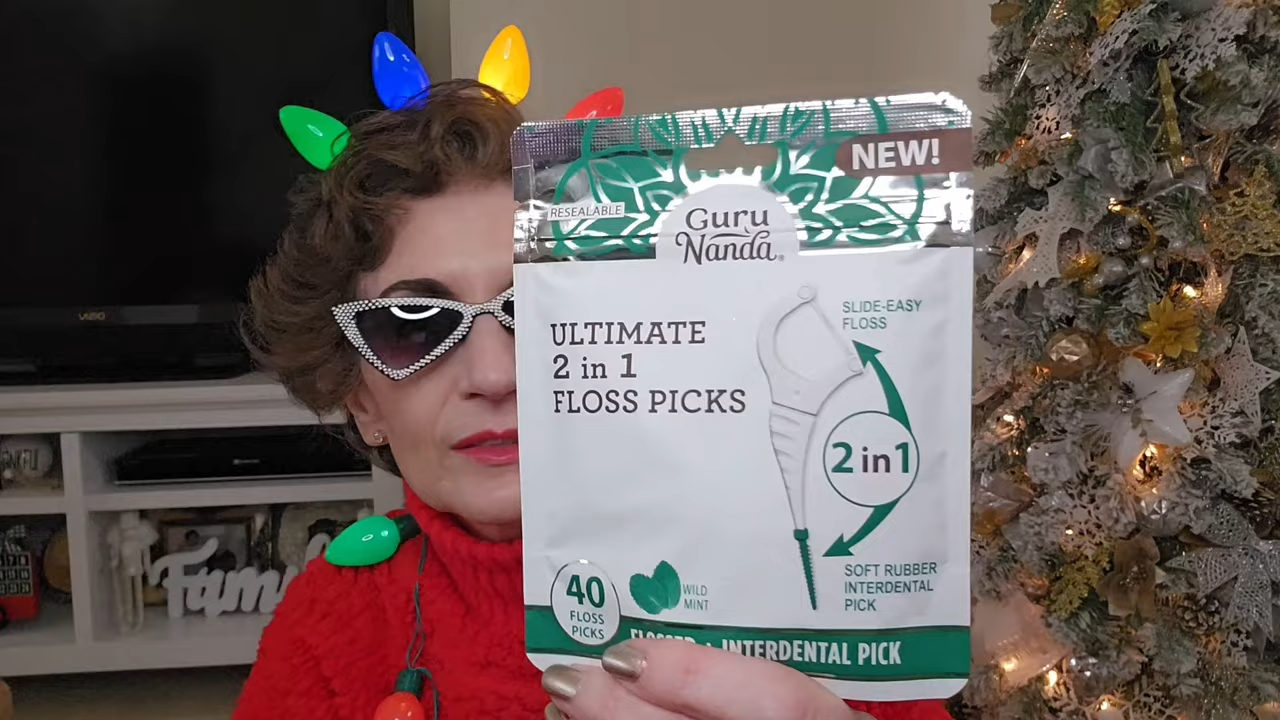 NEW!
RESEALABLE
Guru
Nanda®
ULTIMATE
2 in 1
FLOSS PICKS
SLIDE-EASY
FLOSS
2 in 1
SOFT RUBBER
INTERDENTAL
PICK
40
FLOSS
PICKS
WILD
MINT
INTERDENTAL PICK
VIZIO